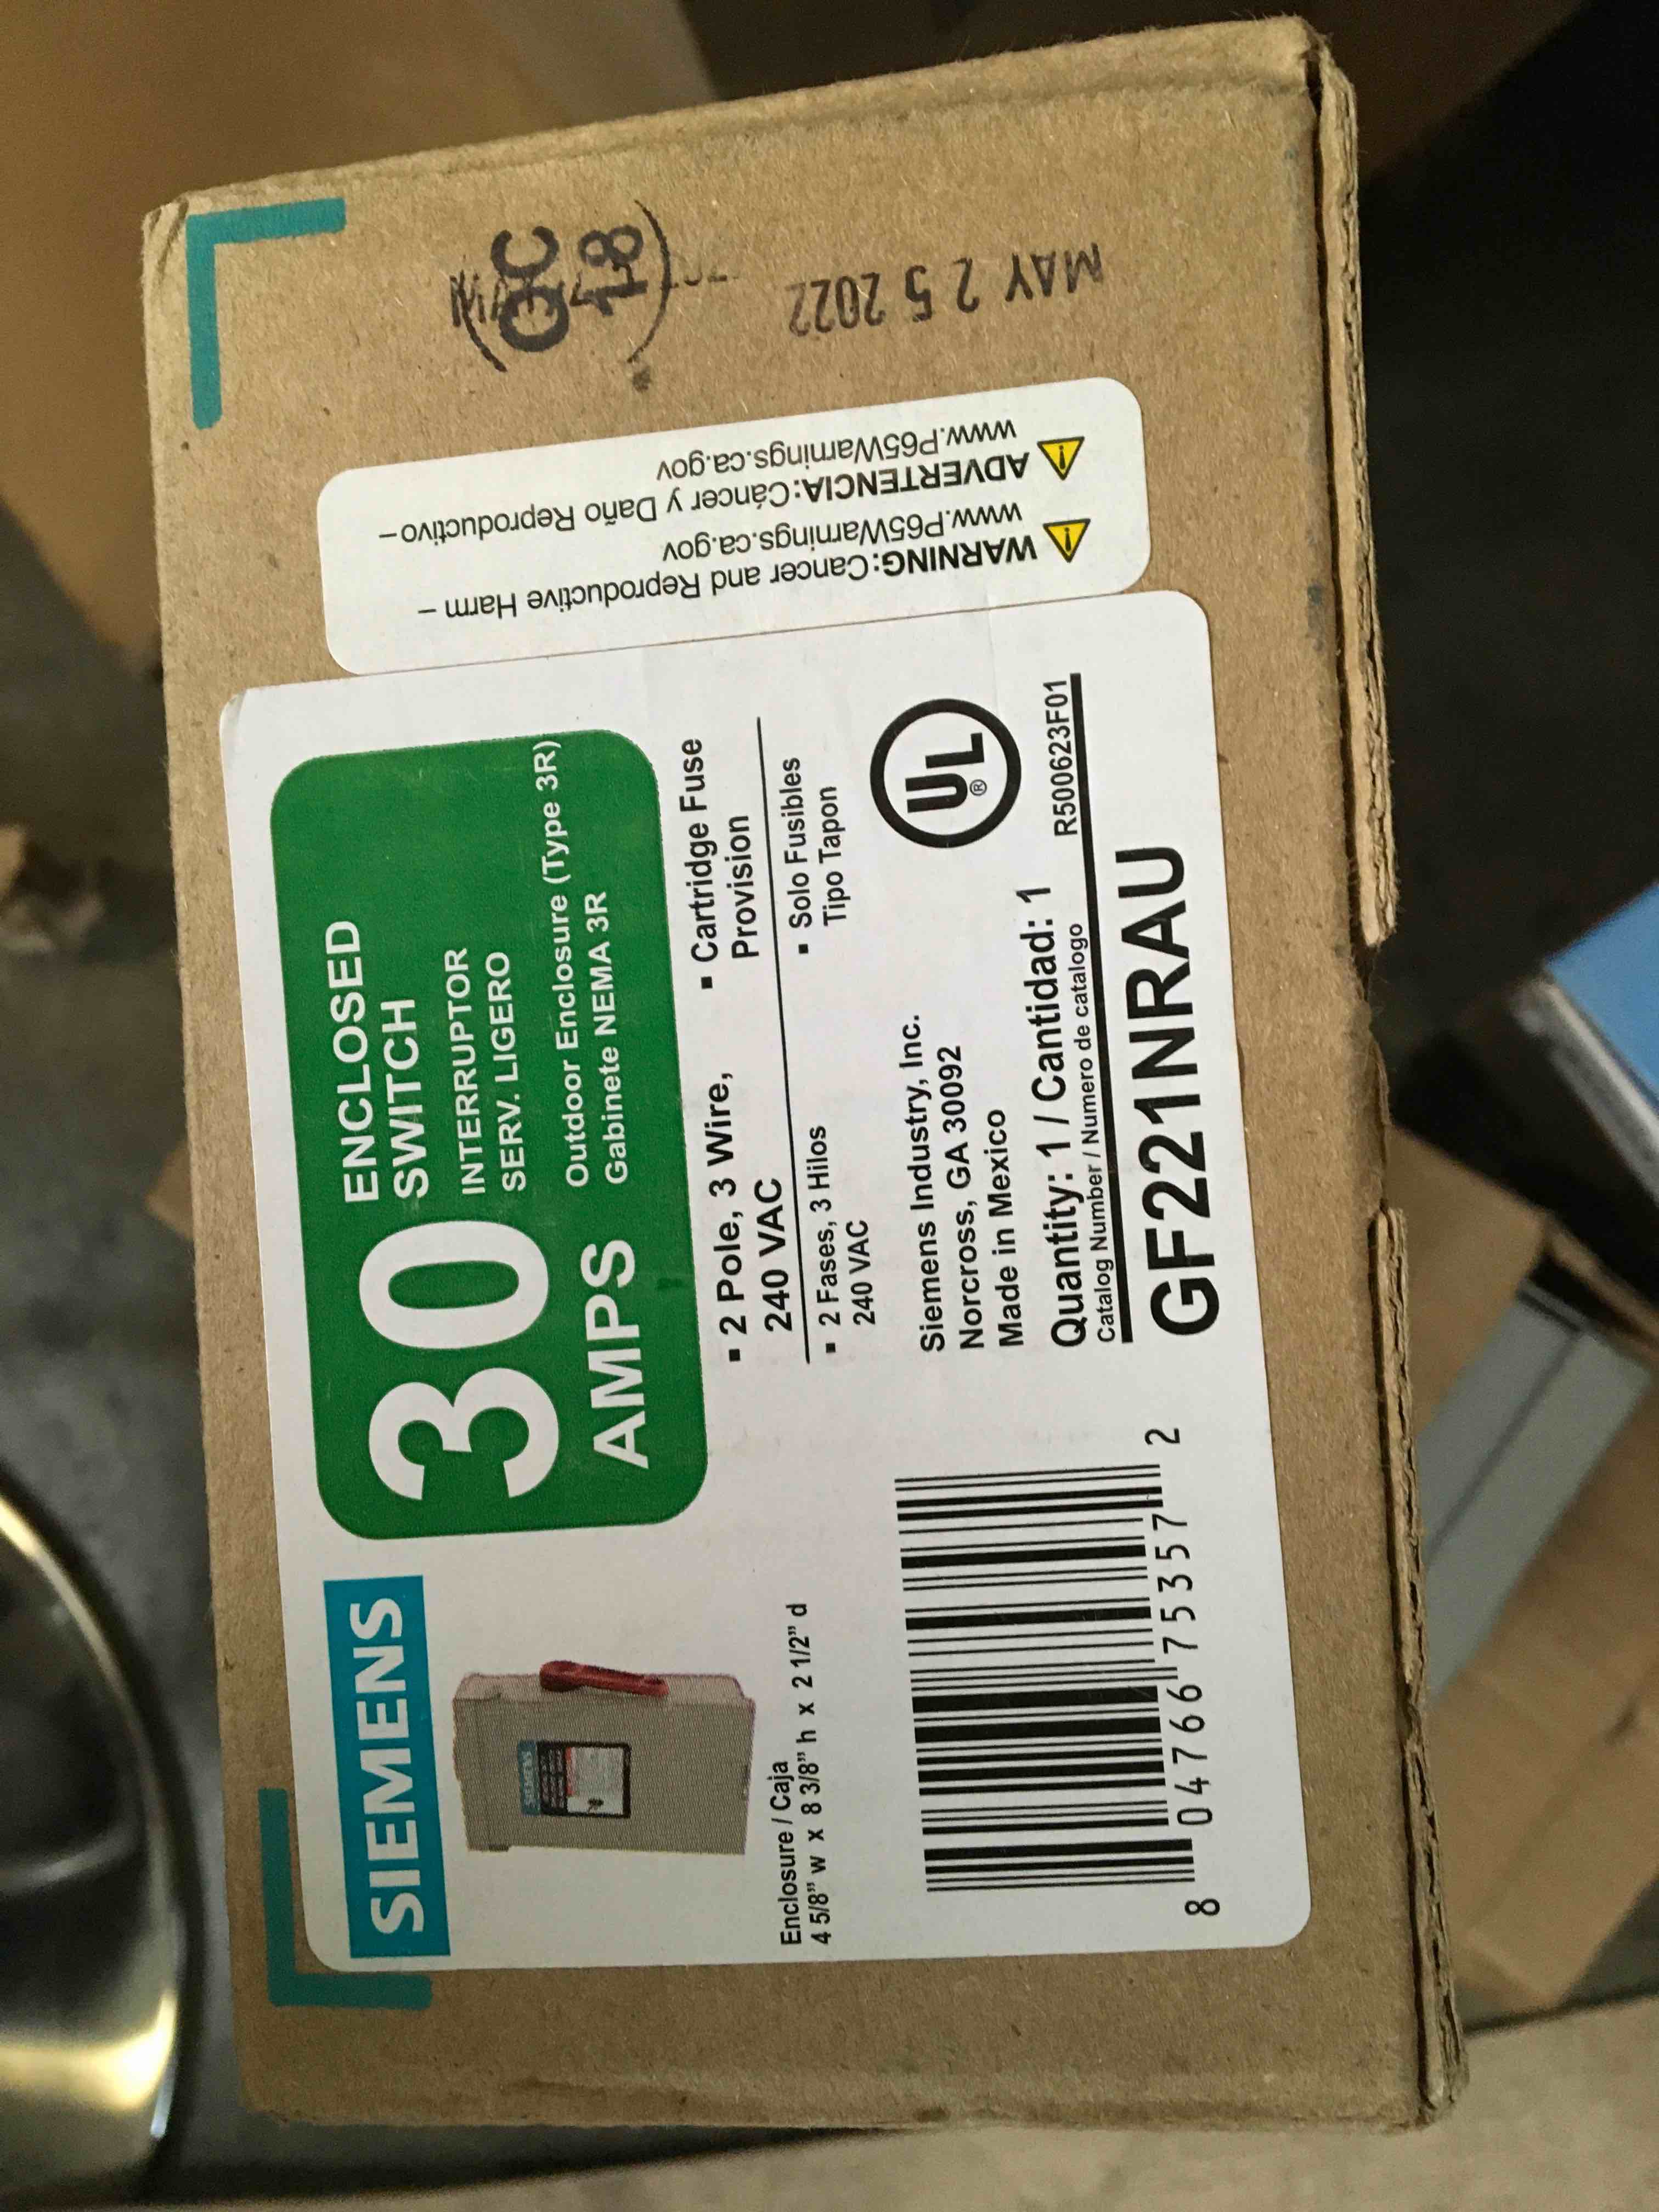 SIEMENS
30
AMPS
ENCLOSED
SWITCH
INTERRUPTOR
SERV. LIGERO
Outdoor Enclosure (Type 3R)
Gabinete NEMA 3R
▪ 2 Pole, 3 Wire,
240 VAC
▪ Cartridge Fuse
Provision
▪ 2 Fases, 3 Hilos
240 VAC
▪ Solo Fusibles
Tipo Tapon
Enclosure / Caja
4 5/8" w x 8 3/8" h x 2 1/2" d
Siemens Industry, Inc.
Norcross, GA 30092
Made in Mexico
UL
®
Quantity: 1 / Cantidad: 1
Catalog Number / Numero de catalogo
R500623F01
GF221NRAU
8 04766 75357 2
WARNING: Cancer and Reproductive Harm –
www.P65Warnings.ca.gov
ADVERTENCIA: Cáncer y Daño Reproductivo –
www.P65Warnings.ca.gov
MAY 25 2022
QC
18